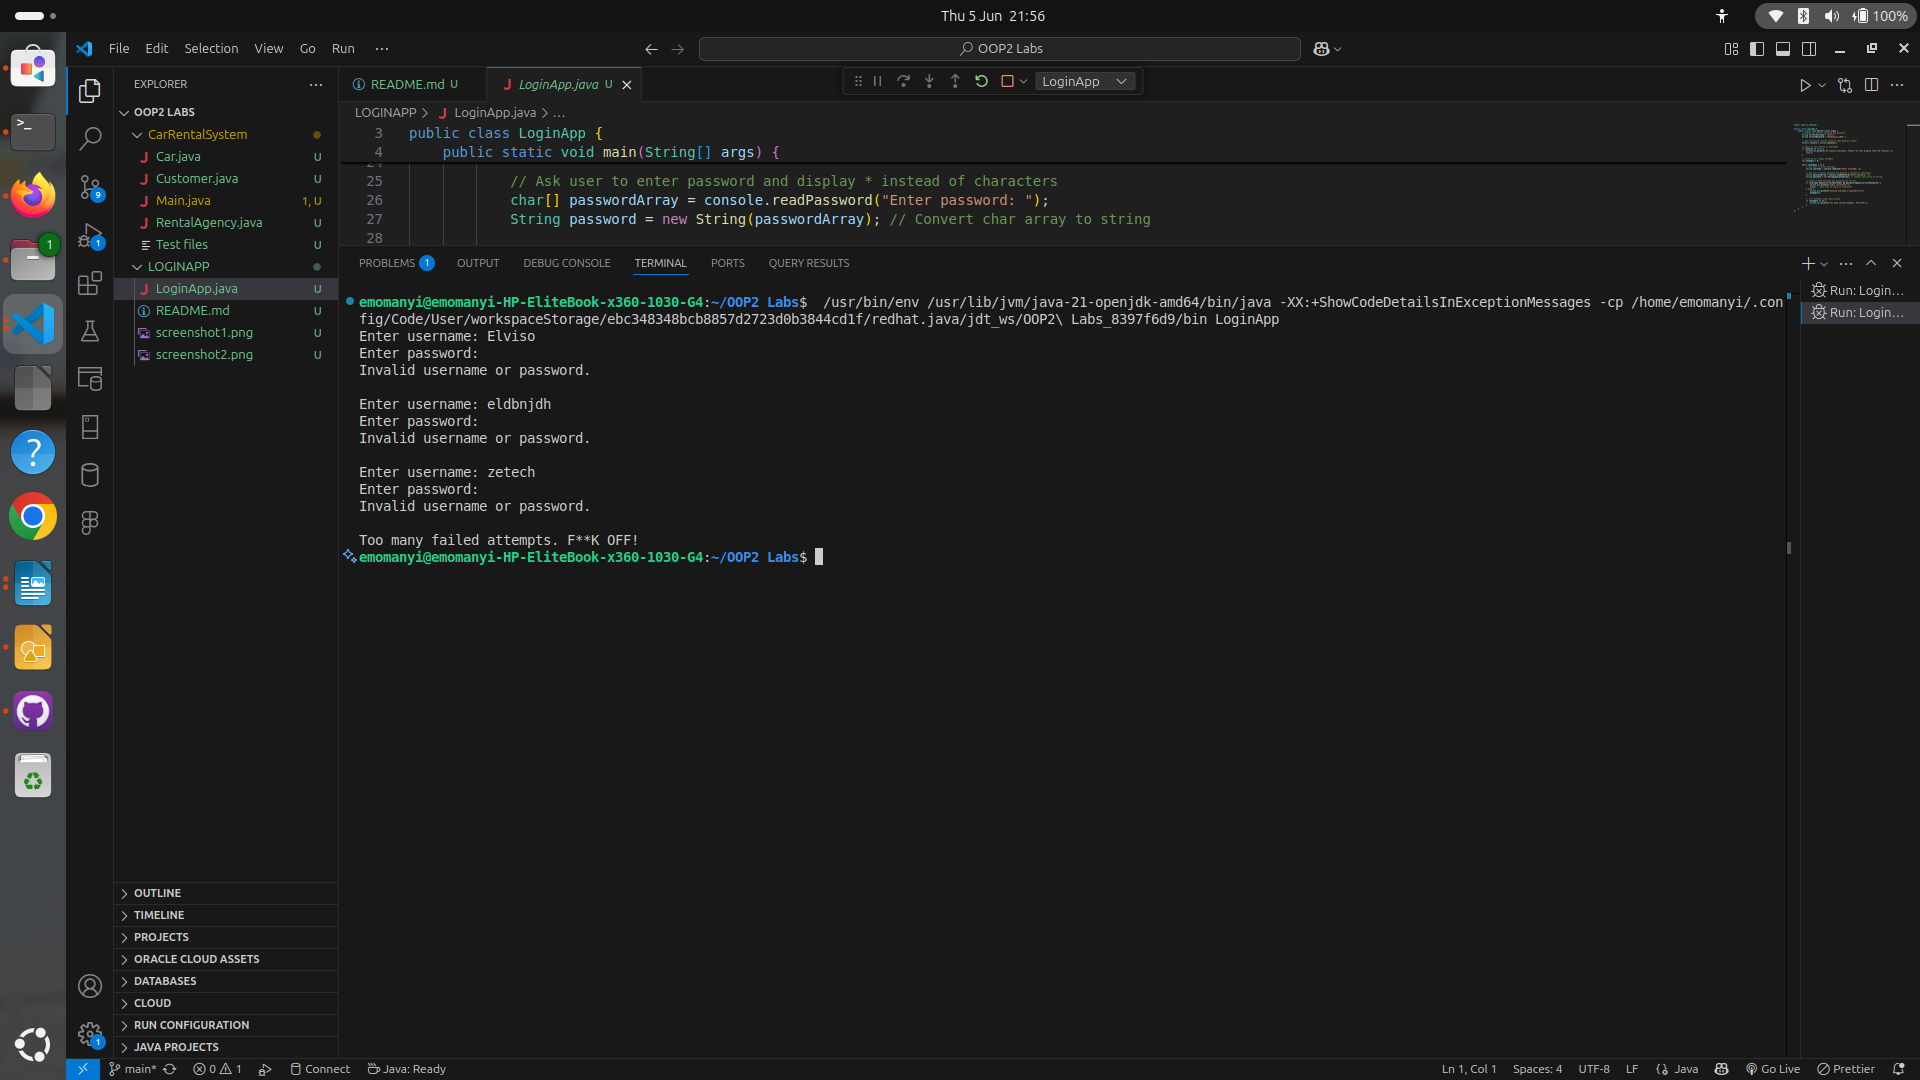 Thu 5 Jun 21:56
100%
File Edit Selection View Go Run ...
OOP2 Labs
EXPLORER
OOP2 LABS
CarRentalSystem
Car.java U
Customer.java U
Main.java 1, U
RentalAgency.java U
Test files U
LOGINAPP
LoginApp.java U
README.md U
screenshot1.png U
screenshot2.png U
OUTLINE
TIMELINE
PROJECTS
ORACLE CLOUD ASSETS
DATABASES
CLOUD
RUN CONFIGURATION
JAVA PROJECTS
9
1
1
1
README.md U
LoginApp.java U
LoginApp
LOGINAPP > LoginApp.java > ...
3 public class LoginApp {
4 public static void main(String[] args) {
25 // Ask user to enter password and display * instead of characters
26 char[] passwordArray = console.readPassword("Enter password: ");
27 String password = new String(passwordArray); // Convert char array to string
28
PROBLEMS 1 OUTPUT DEBUG CONSOLE TERMINAL PORTS QUERY RESULTS
emomanyi@emomanyi-HP-EliteBook-x360-1030-G4:~/OOP2 Labs$ /usr/bin/env /usr/lib/jvm/java-21-openjdk-amd64/bin/java -XX:+ShowCodeDetailsInExceptionMessages -cp /home/emomanyi/.con
fig/Code/User/workspaceStorage/ebc348348bcb8857d2723d0b3844cd1f/redhat.java/jdt_ws/OOP2\ Labs_8397f6d9/bin LoginApp
Enter username: Elviso
Enter password:
Invalid username or password.
Enter username: eldbnjdh
Enter password:
Invalid username or password.
Enter username: zetech
Enter password:
Invalid username or password.
Too many failed attempts. F**K OFF!
emomanyi@emomanyi-HP-EliteBook-x360-1030-G4:~/OOP2 Labs$
Run: Login...
Run: Login...
main* 0 1 Connect Java: Ready
Ln 1, Col 1 Spaces: 4 UTF-8 LF Java Go Live Prettier